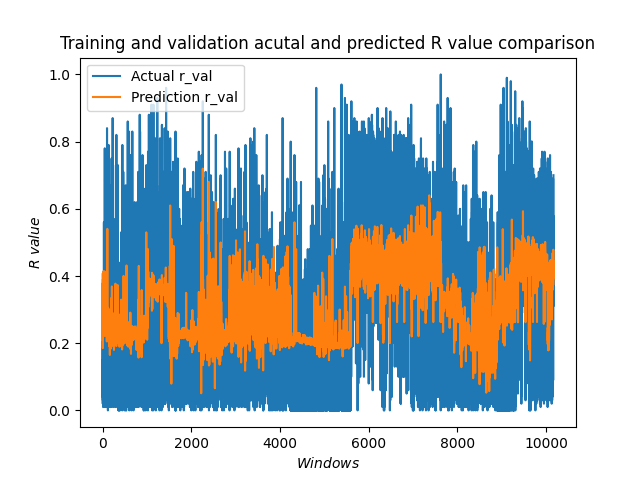 Training and validation acutal and predicted R value comparison
Actual r_val
Prediction r_val
1.0
0.8
0.6
0.4
0.2
0.0
R value
0 2000 4000 6000 8000 10000
Windows